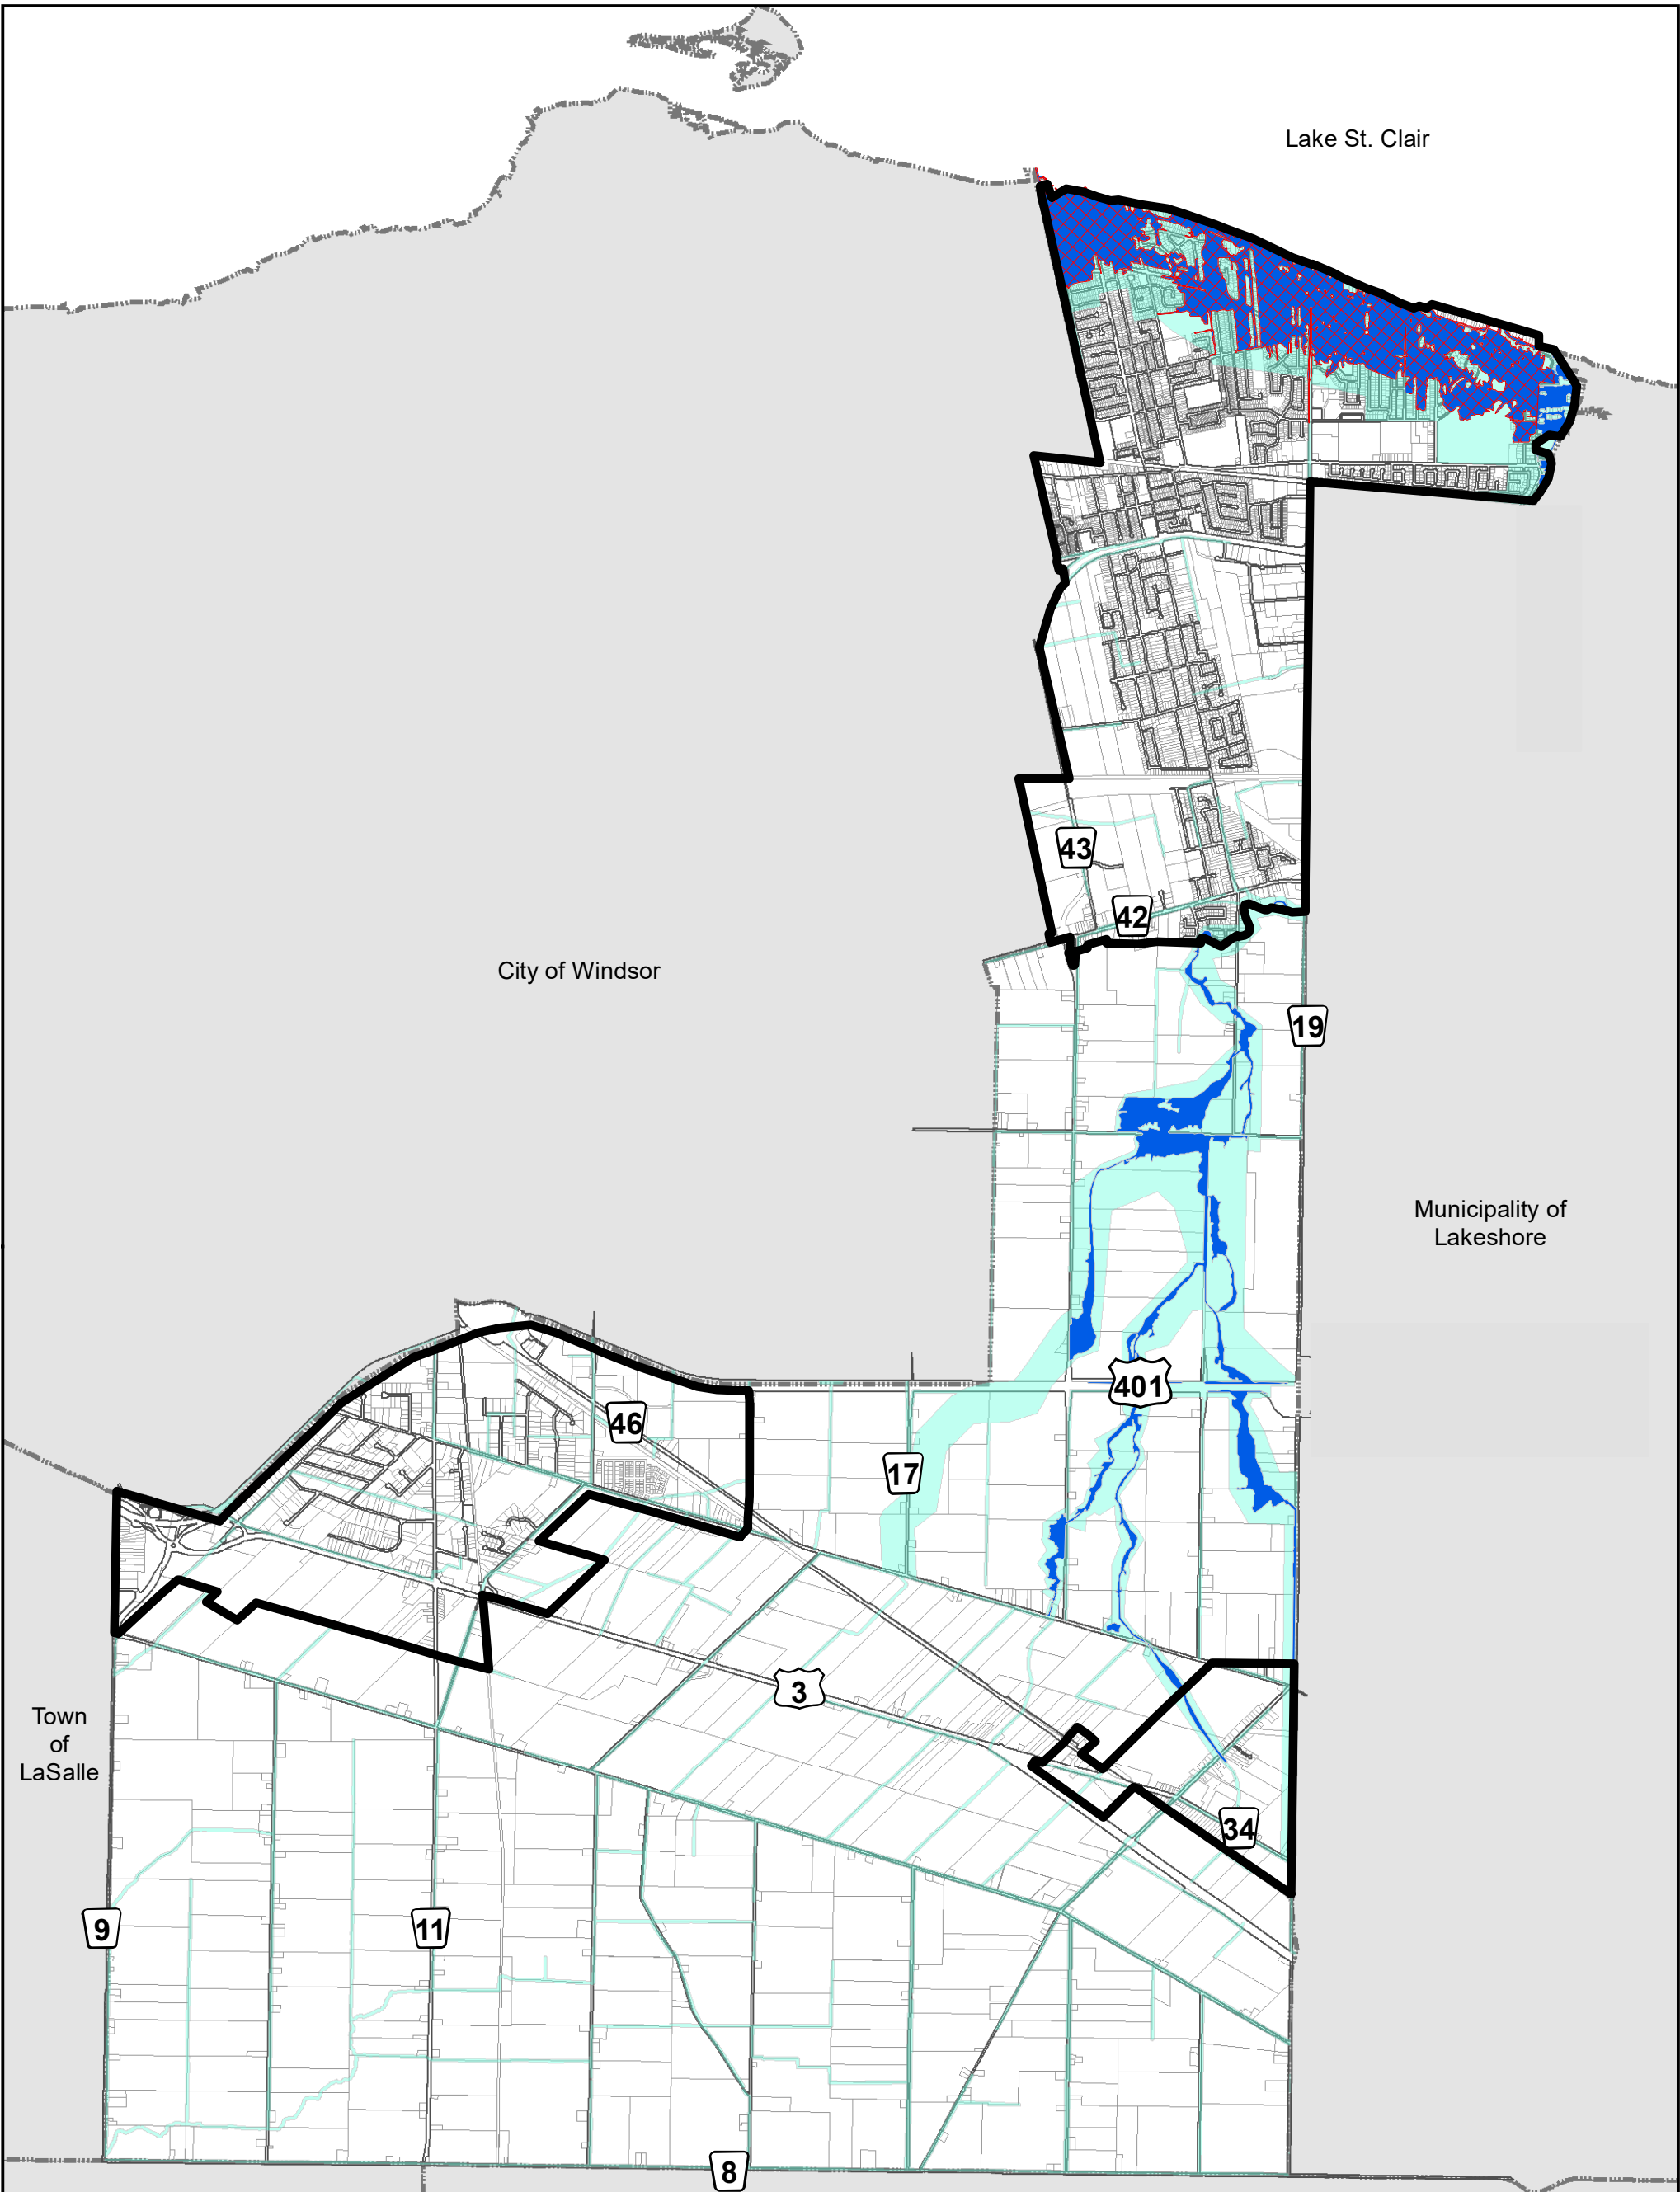 Lake St. Clair
43
42
City of Windsor
19
Municipality of
Lakeshore
401
46
17
3
Town
of
LaSalle
34
9
11
8